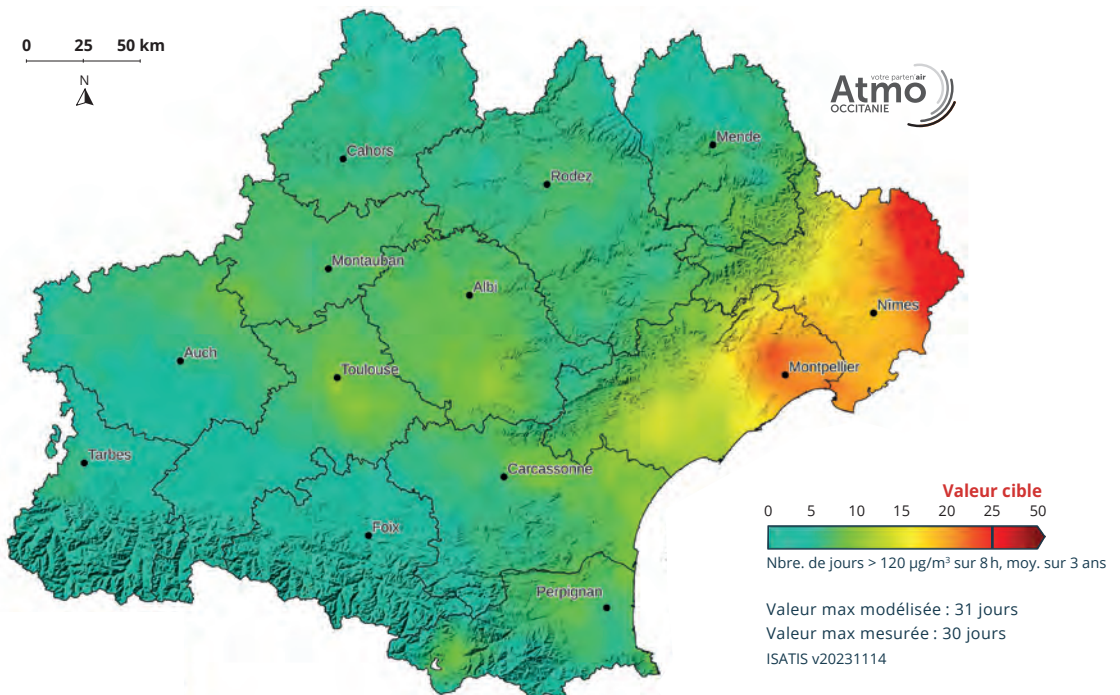 0 25 50 km
N
votre parten'air
Atmo
OCCITANIE
Mende
Cahors
Rodez
Montauban
Albi
Nîmes
Auch
Toulouse
Montpellier
Tarbes
Carcassonne
Foix
Perpignan
Valeur cible
0 5 10 15 20 25 50
Nbre. de jours > 120 µg/m³ sur 8 h, moy. sur 3 ans
Valeur max modélisée : 31 jours
Valeur max mesurée : 30 jours
ISATIS v20231114